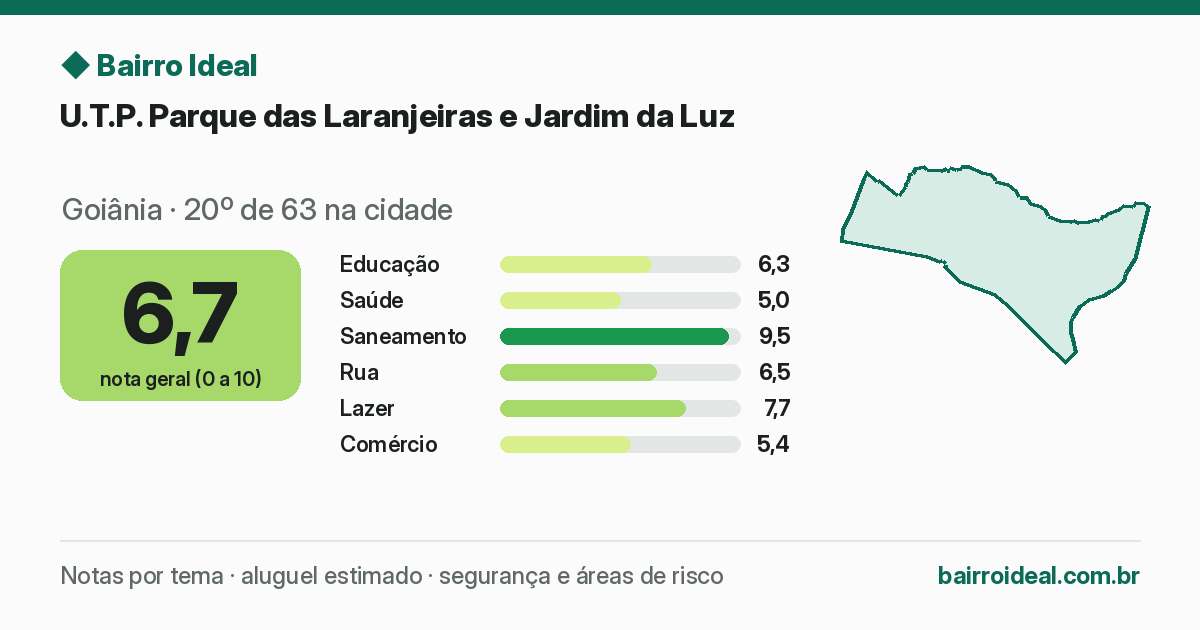 Bairro Ideal
U.T.P. Parque das Laranjeiras e Jardim da Luz
Goiânia · 20º de 63 na cidade
6,7
nota geral (0 a 10)
Educação 6,3
Saúde 5,0
Saneamento 9,5
Rua 6,5
Lazer 7,7
Comércio 5,4
Notas por tema · aluguel estimado · segurança e áreas de risco
bairroideal.com.br